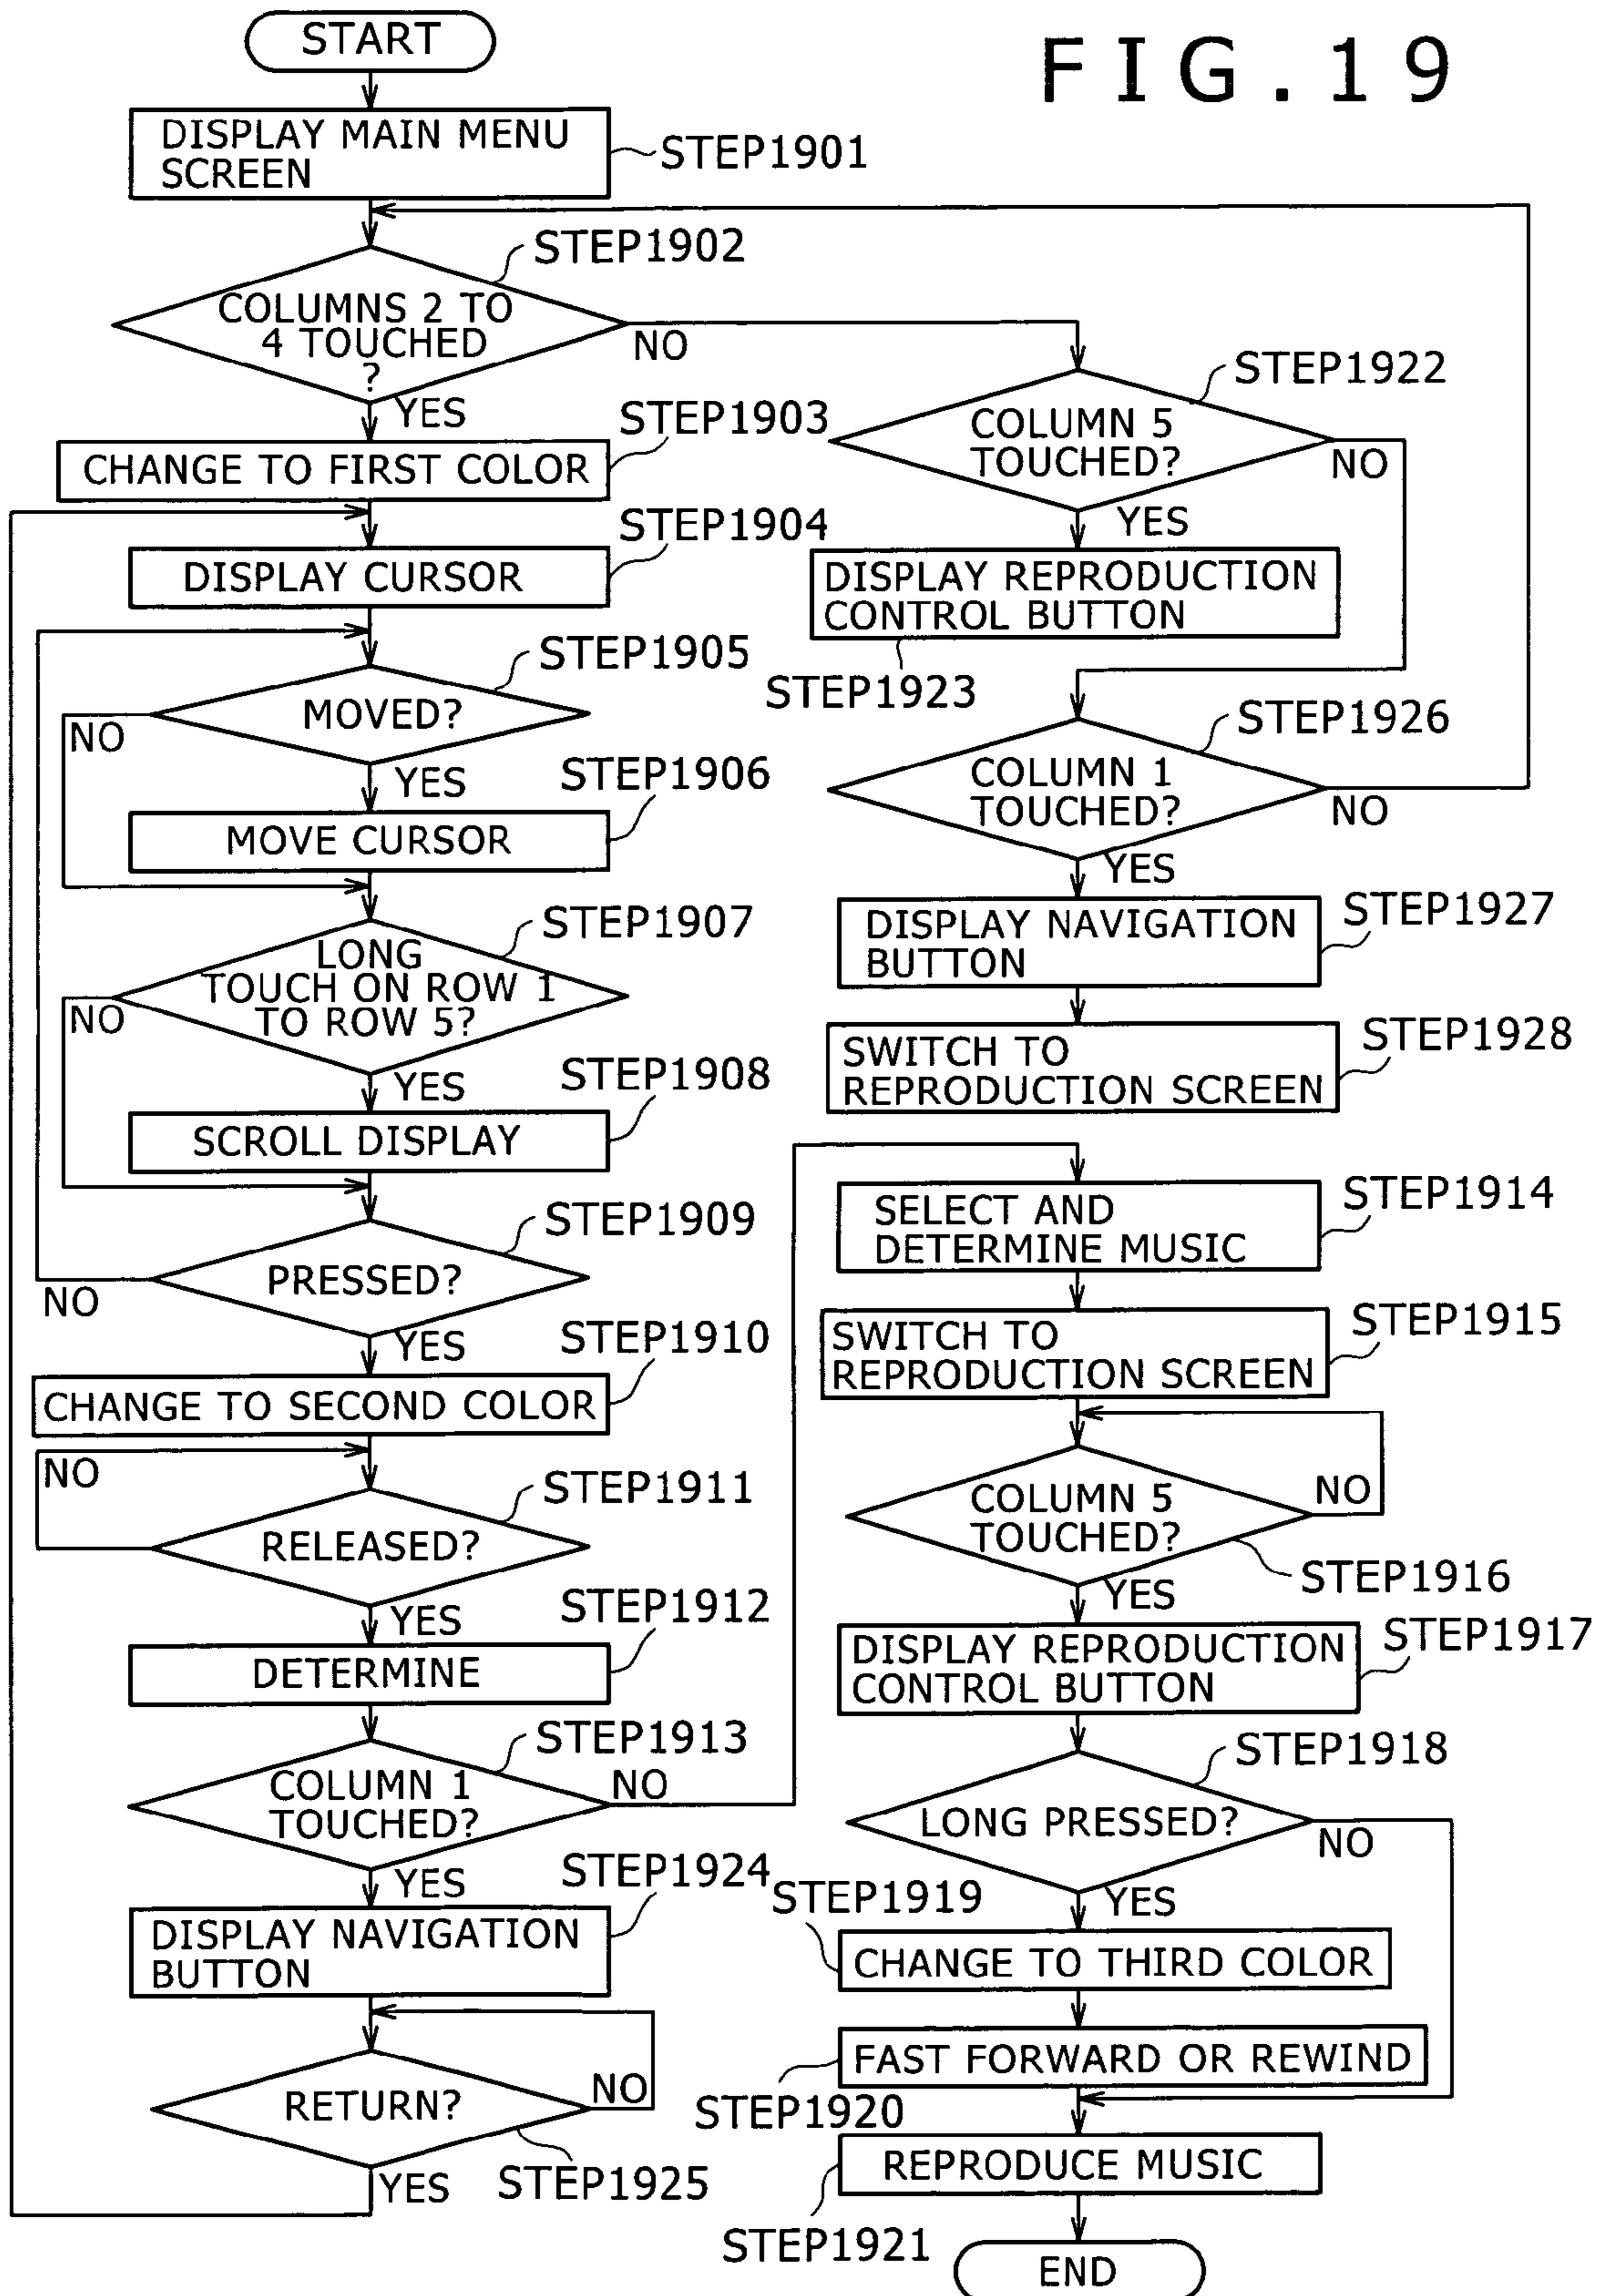 FIG.19
START
DISPLAY MAIN MENU
SCREEN
STEP1901
STEP1902
COLUMNS 2 TO
4 TOUCHED
?
NO
YES
STEP1903
CHANGE TO FIRST COLOR
STEP1904
DISPLAY CURSOR
STEP1905
MOVED?
NO
YES
STEP1906
MOVE CURSOR
STEP1907
LONG
TOUCH ON ROW 1
TO ROW 5?
NO
YES
STEP1908
SCROLL DISPLAY
STEP1909
PRESSED?
NO
YES
STEP1910
CHANGE TO SECOND COLOR
NO
STEP1911
RELEASED?
YES
STEP1912
DETERMINE
STEP1913
COLUMN 1
TOUCHED?
NO
YES
STEP1924
DISPLAY NAVIGATION
BUTTON
RETURN?
NO
STEP1925
YES
STEP1922
COLUMN 5
TOUCHED?
NO
YES
DISPLAY REPRODUCTION
CONTROL BUTTON
STEP1923
STEP1926
COLUMN 1
TOUCHED?
NO
YES
STEP1927
DISPLAY NAVIGATION
BUTTON
STEP1928
SWITCH TO
REPRODUCTION SCREEN
STEP1914
SELECT AND
DETERMINE MUSIC
STEP1915
SWITCH TO
REPRODUCTION SCREEN
COLUMN 5
TOUCHED?
NO
STEP1916
YES
STEP1917
DISPLAY REPRODUCTION
CONTROL BUTTON
STEP1918
LONG PRESSED?
NO
YES
STEP1919
CHANGE TO THIRD COLOR
FAST FORWARD OR REWIND
STEP1920
REPRODUCE MUSIC
STEP1921
END